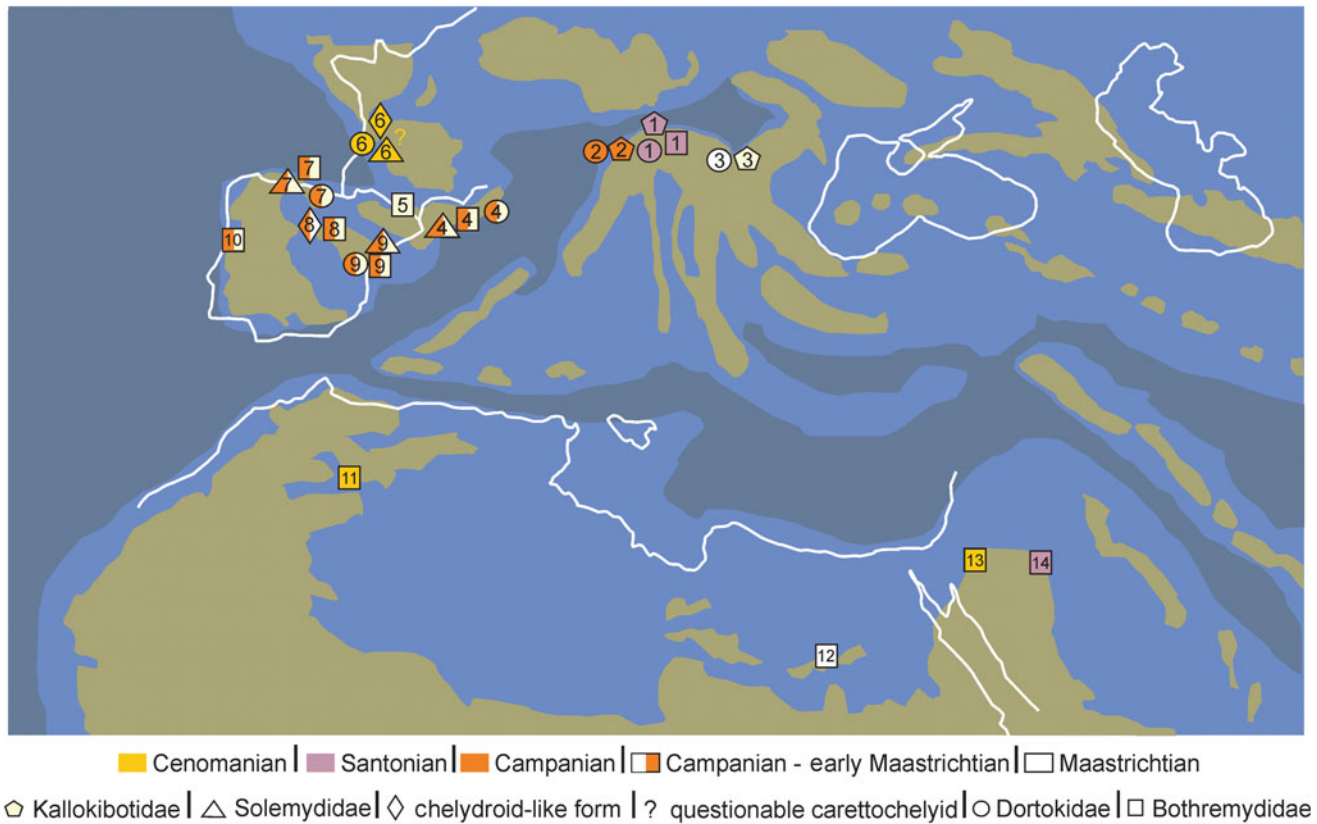 6
6 6 ?
1
2 2 1 1
3 3
7
7
7
5
4 4 4
8 8
10
9
9 9
11
13 14
12
Cenomanian | Santonian | Campanian | Campanian - early Maastrichtian | Maastrichtian
Kallokibotidae | Solemydidae | chelydroid-like form | ? questionable carettochelyid | Dortokidae | Bothremydidae